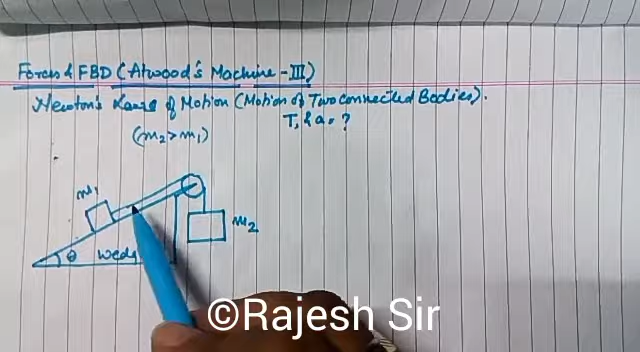 Forces & FBD (Atwood's Machine - III)
Newton's Laws of Motion (Motion of Two Connected Bodies).
T, & a = ?
(m₂ > m₁)
m₁
m₂
θ
©Rajesh Sir